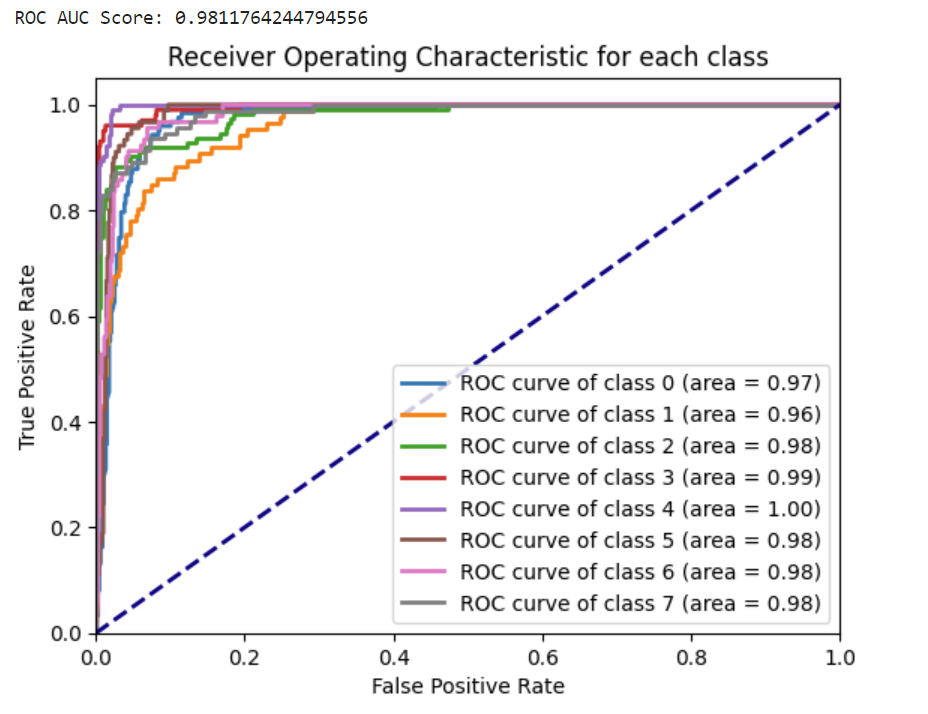 ROC AUC Score: 0.9811764244794556
Receiver Operating Characteristic for each class
True Positive Rate
1.0
0.8
0.6
0.4
0.2
0.0
ROC curve of class 0 (area = 0.97)
ROC curve of class 1 (area = 0.96)
ROC curve of class 2 (area = 0.98)
ROC curve of class 3 (area = 0.99)
ROC curve of class 4 (area = 1.00)
ROC curve of class 5 (area = 0.98)
ROC curve of class 6 (area = 0.98)
ROC curve of class 7 (area = 0.98)
0.0 0.2 0.4 0.6 0.8 1.0
False Positive Rate